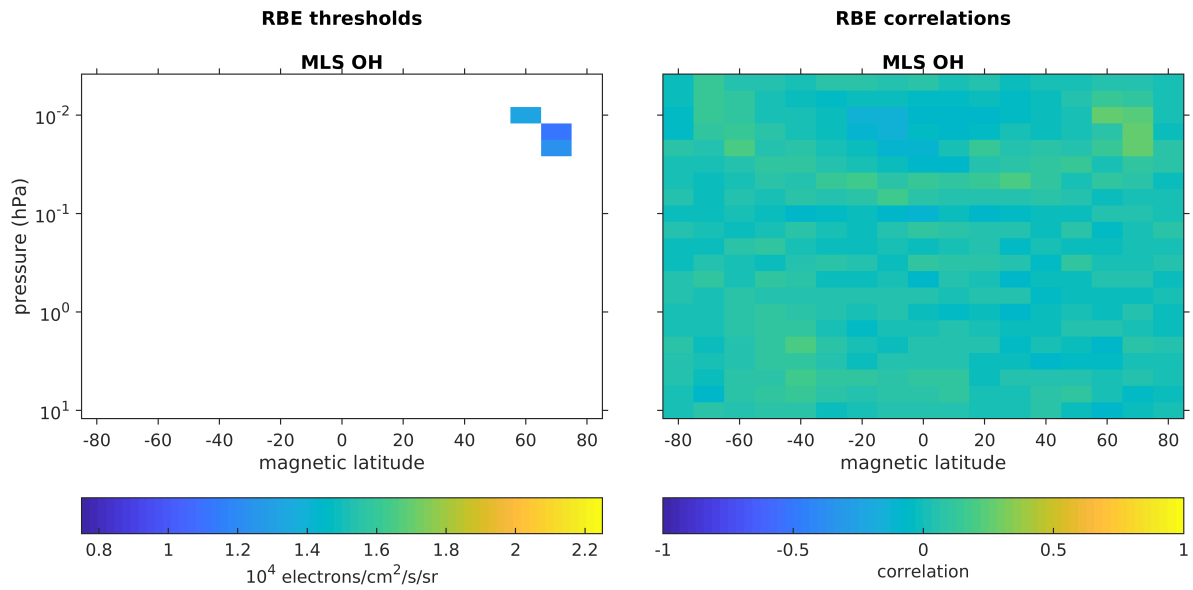 RBE thresholds
MLS OH
pressure (hPa)
10^-2
10^-1
10^0
10^1
-80 -60 -40 -20 0 20 40 60 80
magnetic latitude
0.8 1 1.2 1.4 1.6 1.8 2 2.2
10^4 electrons/cm^2/s/sr
RBE correlations
MLS OH
-80 -60 -40 -20 0 20 40 60 80
magnetic latitude
-1 -0.5 0 0.5 1
correlation